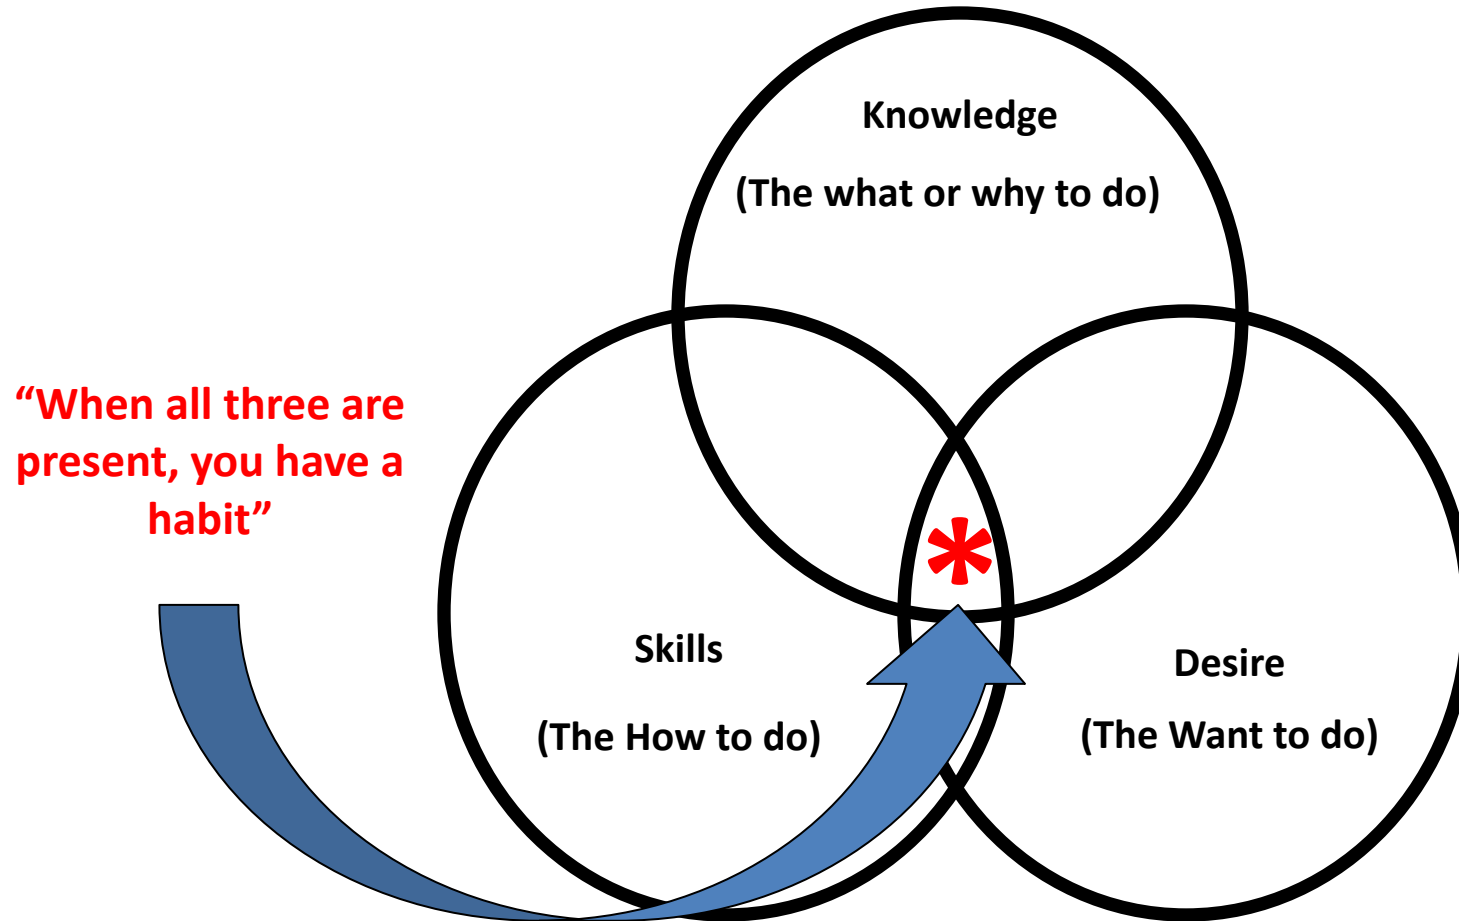 Knowledge
(The what or why to do)
“When all three are
present, you have a
habit”
*
Skills
(The How to do)
Desire
(The Want to do)